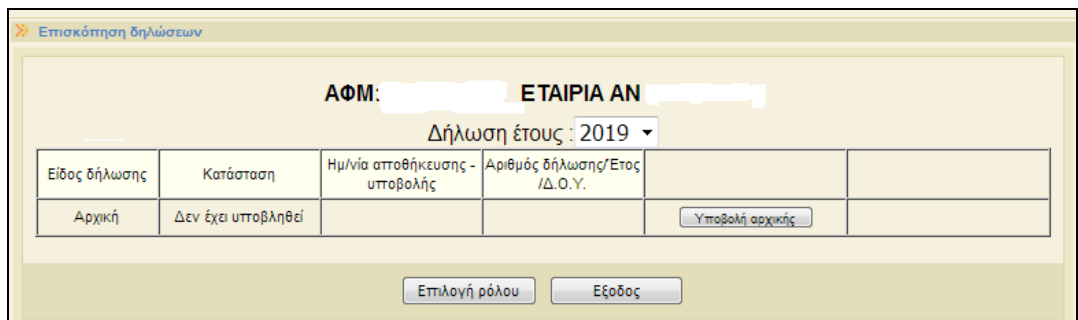 Επισκόπηση δηλώσεων
ΑΦΜ: ΕΤΑΙΡΙΑ ΑΝ
Δήλωση έτους : 2019
Είδος δήλωσης Κατάσταση Ημ/νία αποθήκευσης - υποβολής Αριθμός δήλωσης/Έτος /Δ.Ο.Υ.
Αρχική Δεν έχει υποβληθεί Υποβολή αρχικής
Επιλογή ρόλου Εξοδος